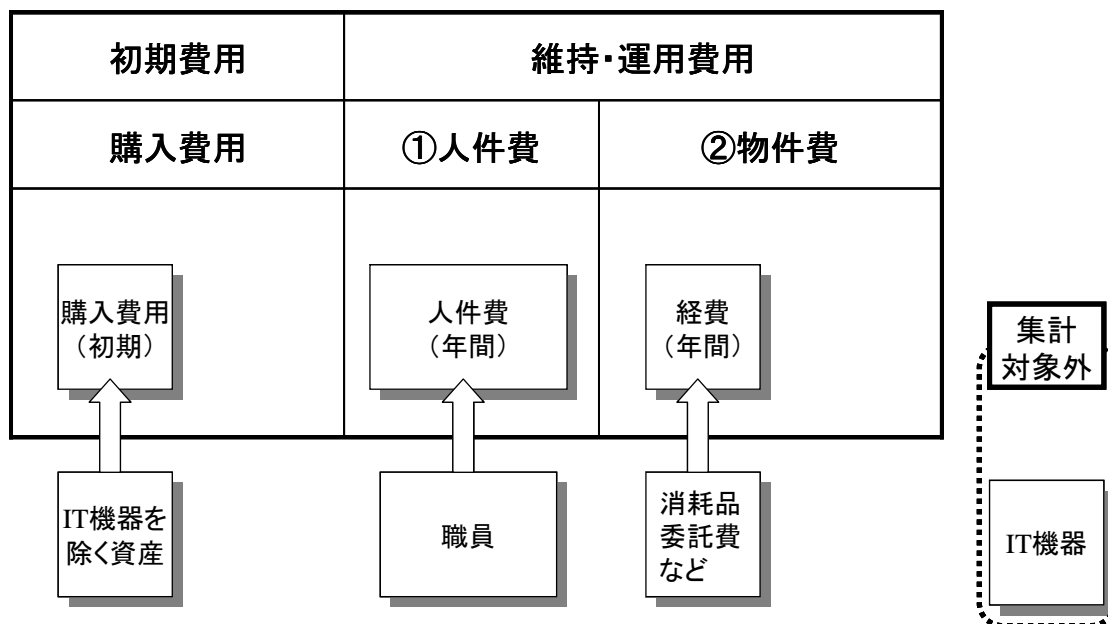 初期費用
維持・運用費用
購入費用
①人件費
②物件費
購入費用
（初期）
人件費
（年間）
経費
（年間）
集計
対象外
IT機器を
除く資産
職員
消耗品
委託費
など
IT機器